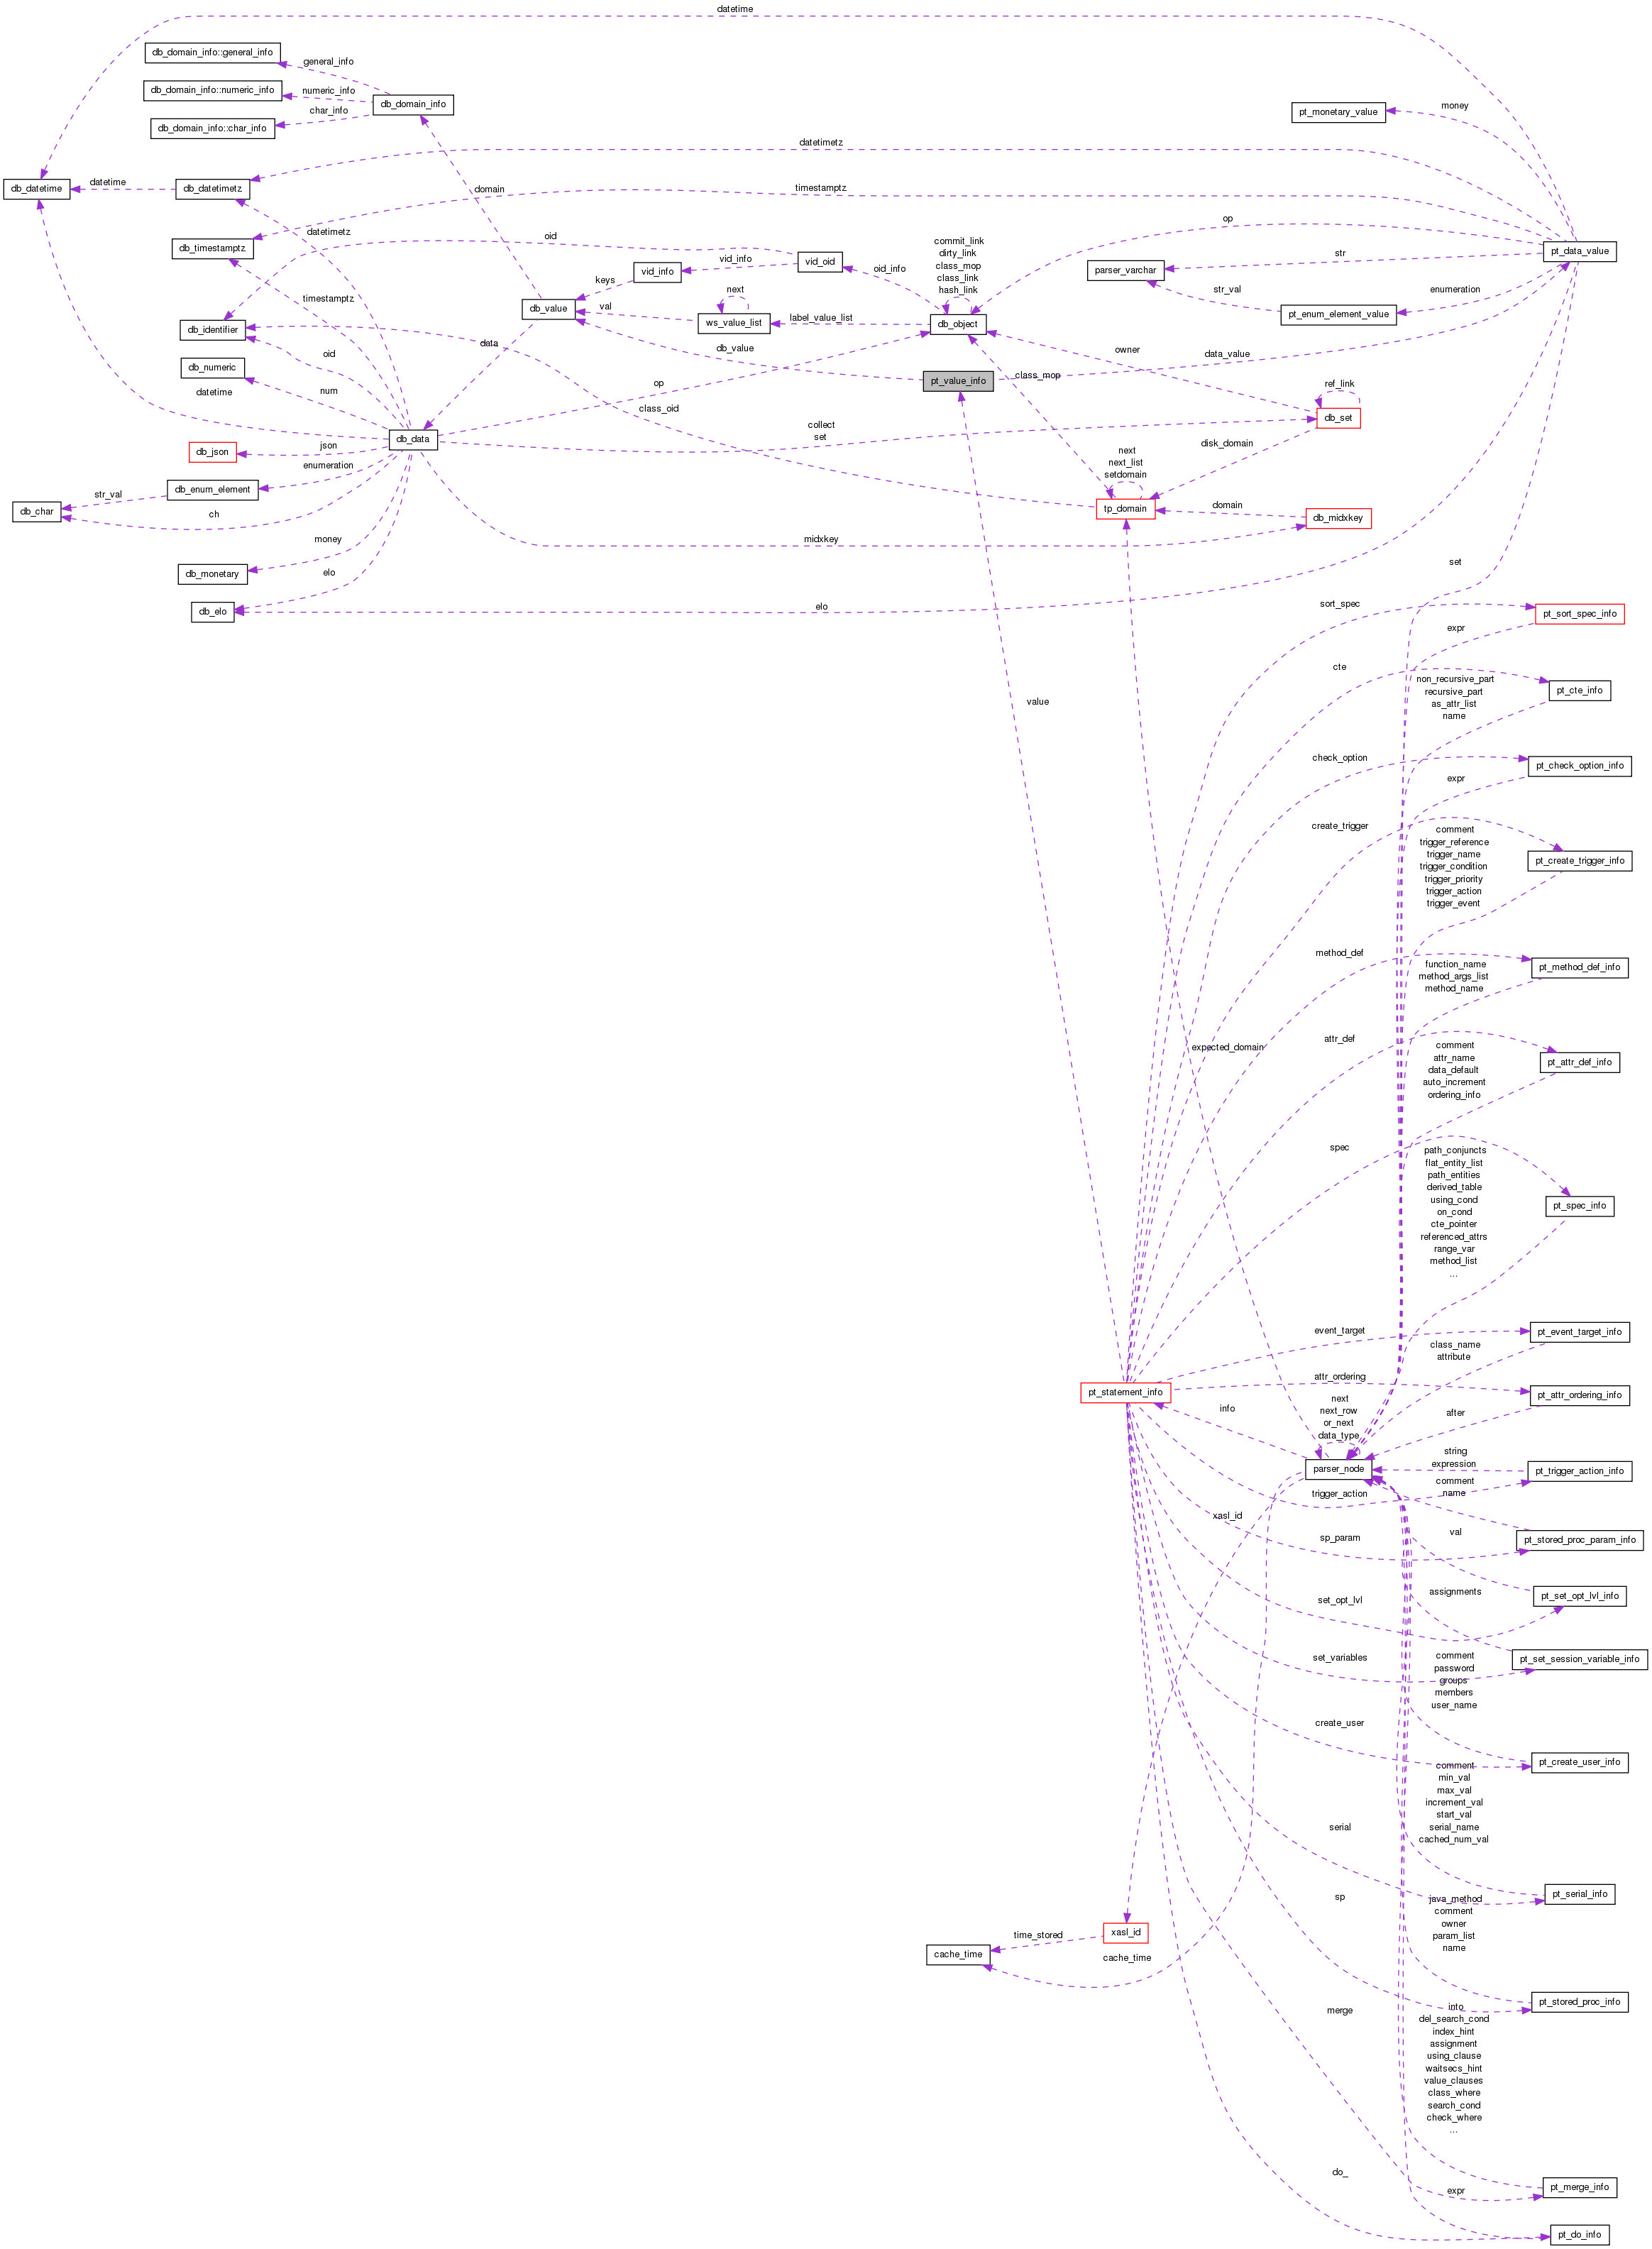 datetime
db_domain_info::general_info
general_info
db_domain_info::numeric_info
numeric_info
db_domain_info
pt_monetary_value
money
char_info
db_domain_info::char_info
datetimetz
db_datetime
datetime
db_datetimetz
domain
timestamptz
op
datetimetz
oid
commit_link
dirty_link
class_mop
class_link
hash_link
db_timestamptz
vid_info
vid_oid
oid_info
str
pt_data_value
parser_varchar
vid_info
keys
next
str_val
enumeration
timestamptz
db_value
val
ws_value_list
label_value_list
db_object
pt_enum_element_value
db_identifier
data
db_value
owner
data_value
oid
db_numeric
op
class_mop
pt_value_info
ref_link
num
datetime
class_oid
db_set
collect
set
db_data
disk_domain
json
db_json
next
next_list
setdomain
enumeration
db_enum_element
str_val
domain
tp_domain
db_char
ch
db_midxkey
money
midxkey
set
db_monetary
elo
elo
db_elo
sort_spec
pt_sort_spec_info
expr
cte
non_recursive_part
recursive_part
as_attr_list
name
pt_cte_info
value
check_option
pt_check_option_info
expr
create_trigger
comment
trigger_reference
trigger_name
trigger_condition
trigger_priority
trigger_action
trigger_event
pt_create_trigger_info
method_def
function_name
method_args_list
method_name
pt_method_def_info
expected_domain
attr_def
comment
attr_name
data_default
auto_increment
ordering_info
pt_attr_def_info
spec
path_conjuncts
flat_entity_list
path_entities
derived_table
using_cond
on_cond
cte_pointer
referenced_attrs
range_var
method_list
...
pt_spec_info
event_target
pt_event_target_info
class_name
attribute
attr_ordering
pt_statement_info
pt_attr_ordering_info
info
next
next_row
or_next
data_type
after
string
expression
parser_node
pt_trigger_action_info
trigger_action
comment
name
xasl_id
sp_param
val
pt_stored_proc_param_info
set_opt_lvl
assignments
pt_set_opt_lvl_info
set_variables
pt_set_session_variable_info
comment
password
groups
members
user_name
create_user
pt_create_user_info
comment
min_val
max_val
increment_val
start_val
serial_name
cached_num_val
serial
pt_serial_info
sp
java_method
comment
owner
param_list
name
xasl_id
time_stored
cache_time
cache_time
pt_stored_proc_info
merge
into
del_search_cond
index_hint
assignment
using_clause
waitsecs_hint
value_clauses
class_where
search_cond
check_where
...
do_
expr
pt_merge_info
pt_do_info